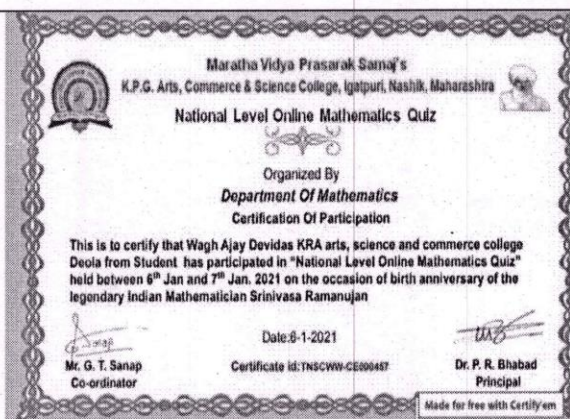 Maratha Vidya Prasarak Samaj's
K.P.G. Arts, Commerce & Science College, Igatpuri, Nashik, Maharashtra
National Level Online Mathematics Quiz
Organized By
Department Of Mathematics
Certification Of Participation
This is to certify that Wagh Ajay Devidas KRA arts, science and commerce college
Deola from Student has participated in "National Level Online Mathematics Quiz"
held between 6th Jan and 7th Jan. 2021 on the occasion of birth anniversary of the
legendary Indian Mathematician Srinivasa Ramanujan
Date:6-1-2021
Mr. G. T. Sanap
Certificate id:TNSCWW-CE000457
Dr. P. R. Bhabad
Co-ordinator
Principal
Made for free with Certify'em